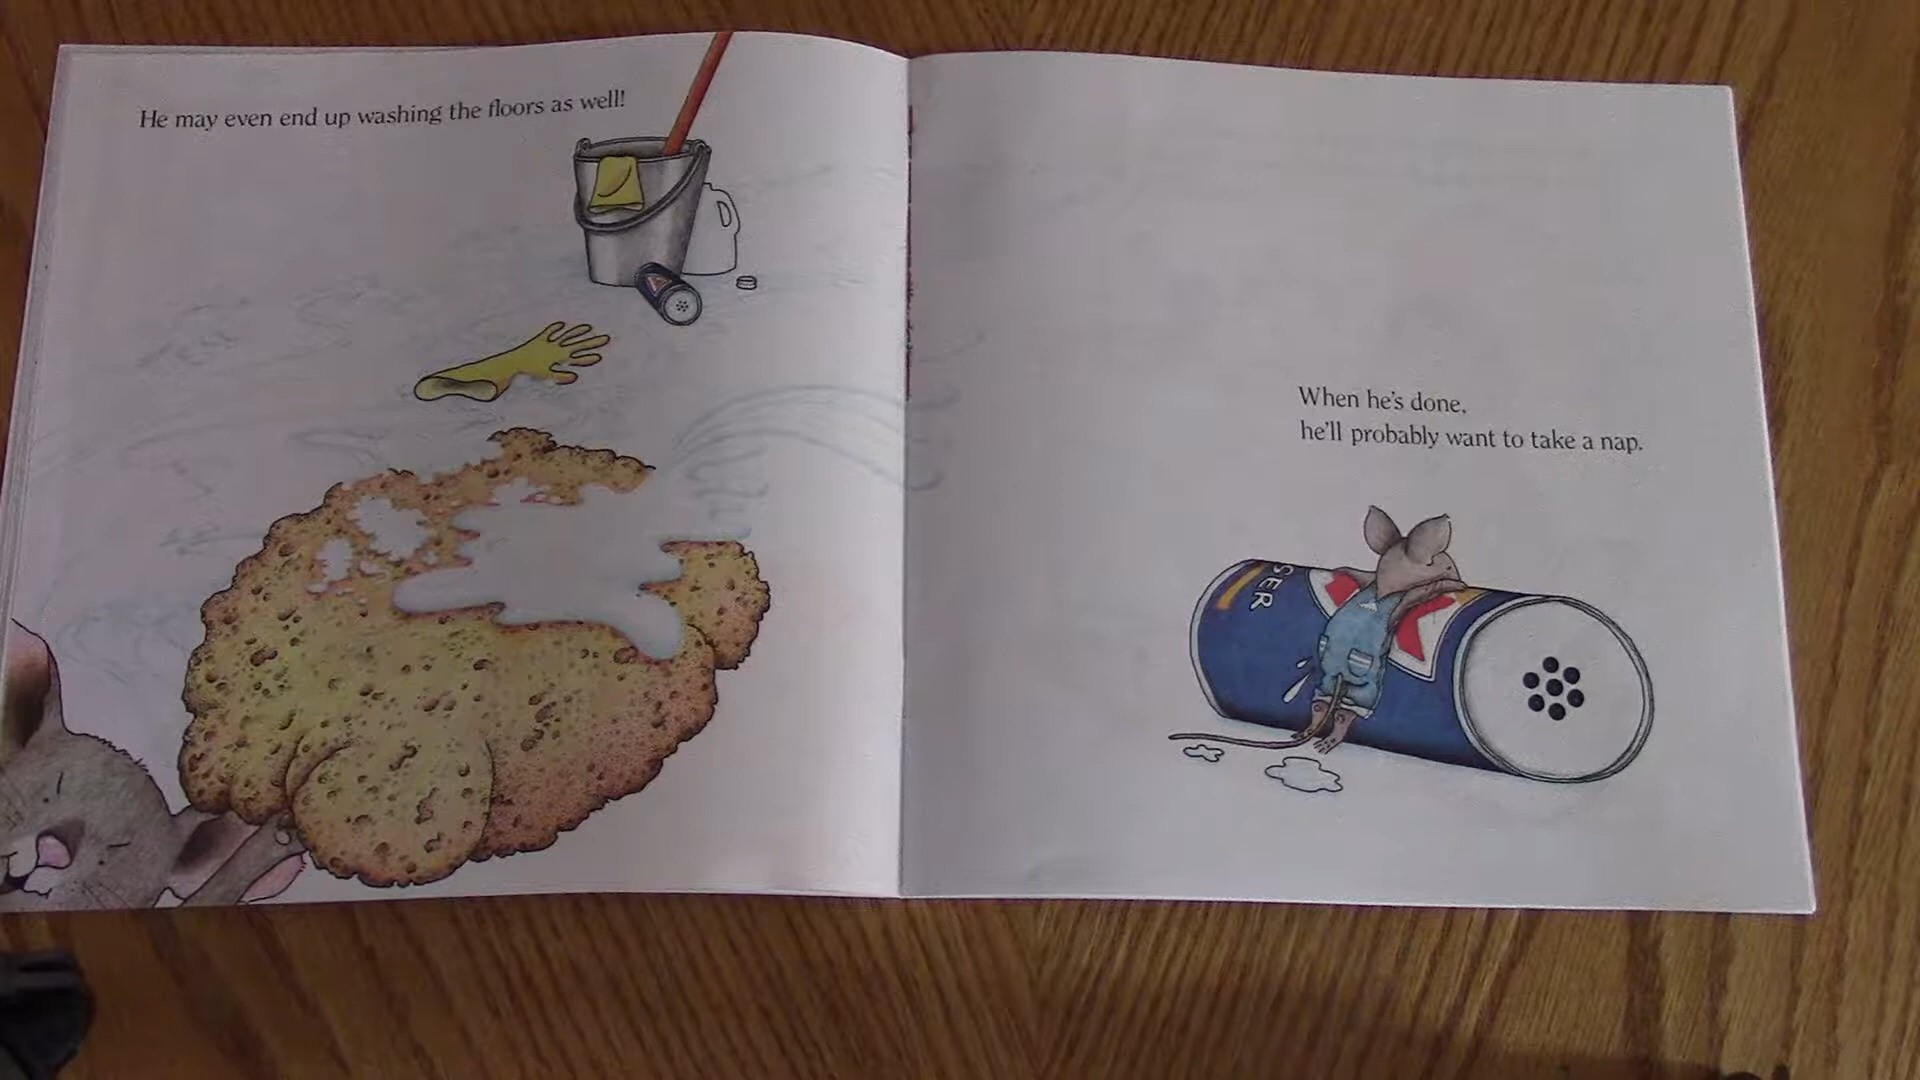 He may even end up washing the floors as well!
When he's done,
he'll probably want to take a nap.
SER